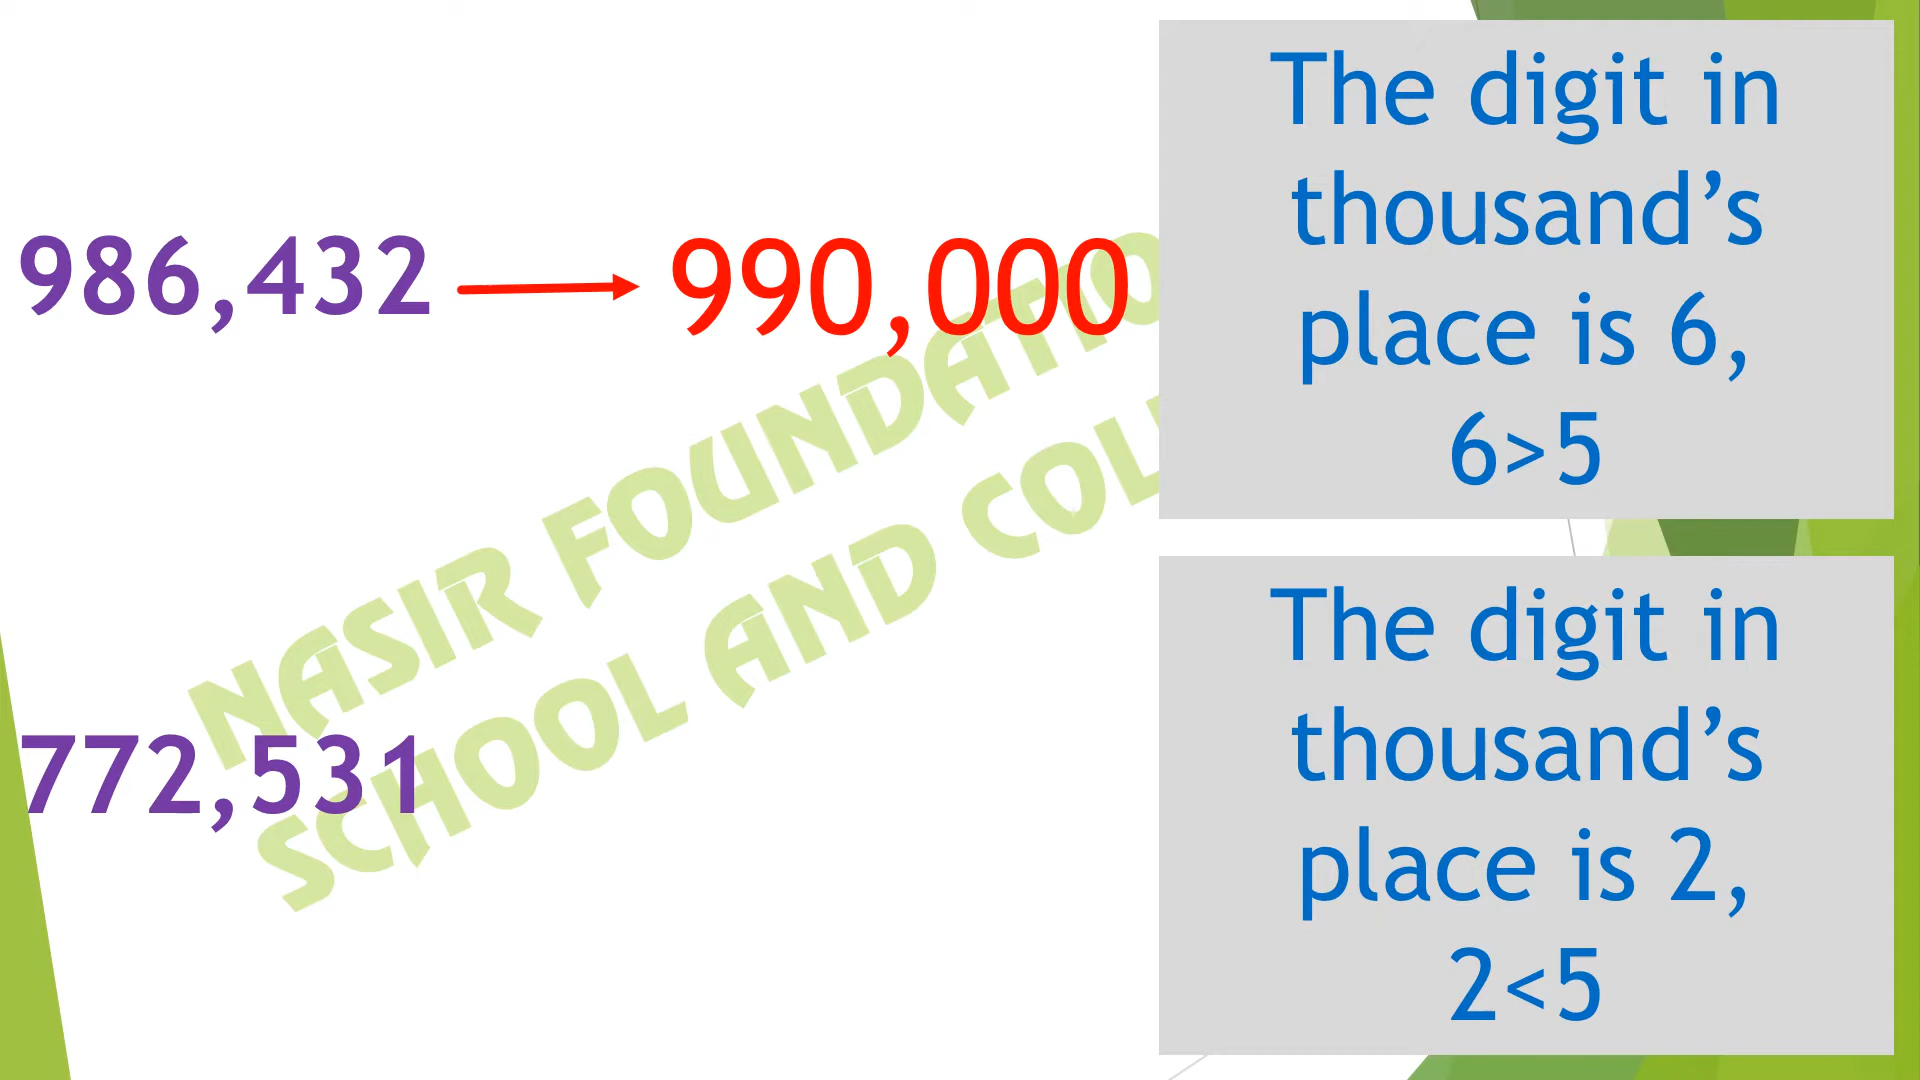 986,432
990,000
The digit in
thousand’s
place is 6,
6>5
NASIR FOUNDATIO
SCHOOL AND COL
772,531
The digit in
thousand’s
place is 2,
2<5